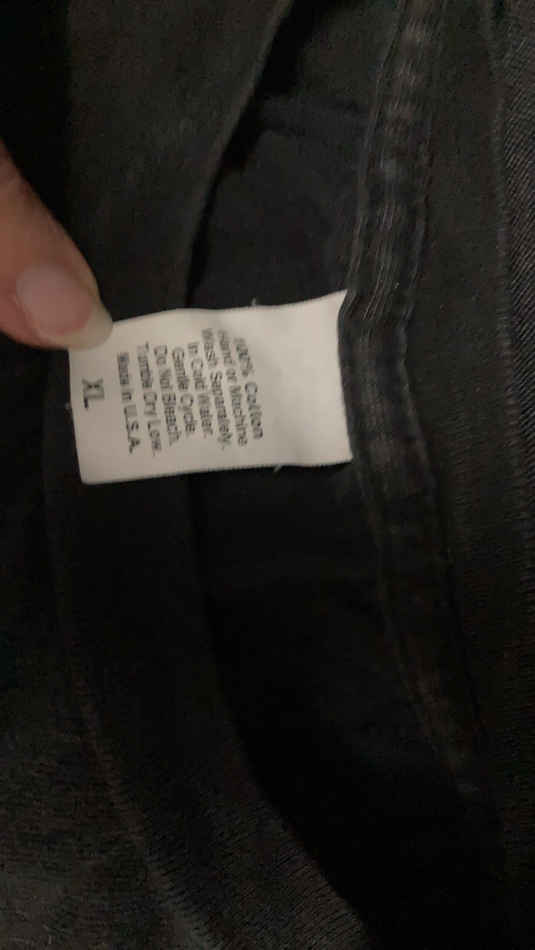 100% Cotton
Hand or Machine
Wash Separately.
In Cold Water.
Gentle Cycle.
Do Not Bleach.
Tumble Dry Low.
Made in U.S.A.
XL